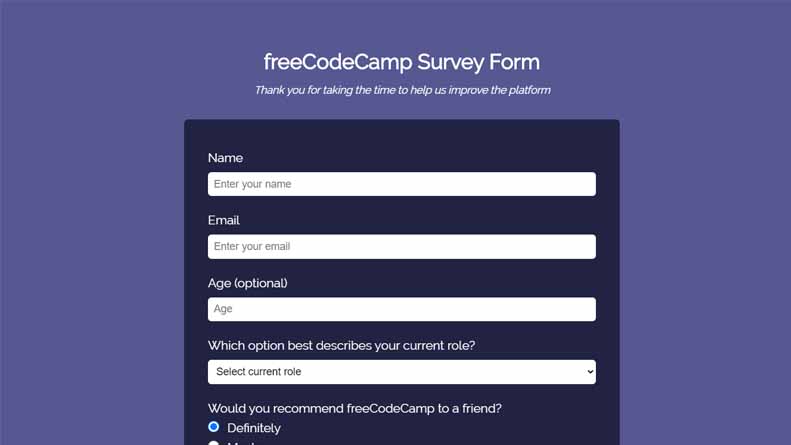 freeCodeCamp Survey Form
Thank you for taking the time to help us improve the platform
Name
Enter your name
Email
Enter your email
Age (optional)
Age
Which option best describes your current role?
Select current role
Would you recommend freeCodeCamp to a friend?
Definitely